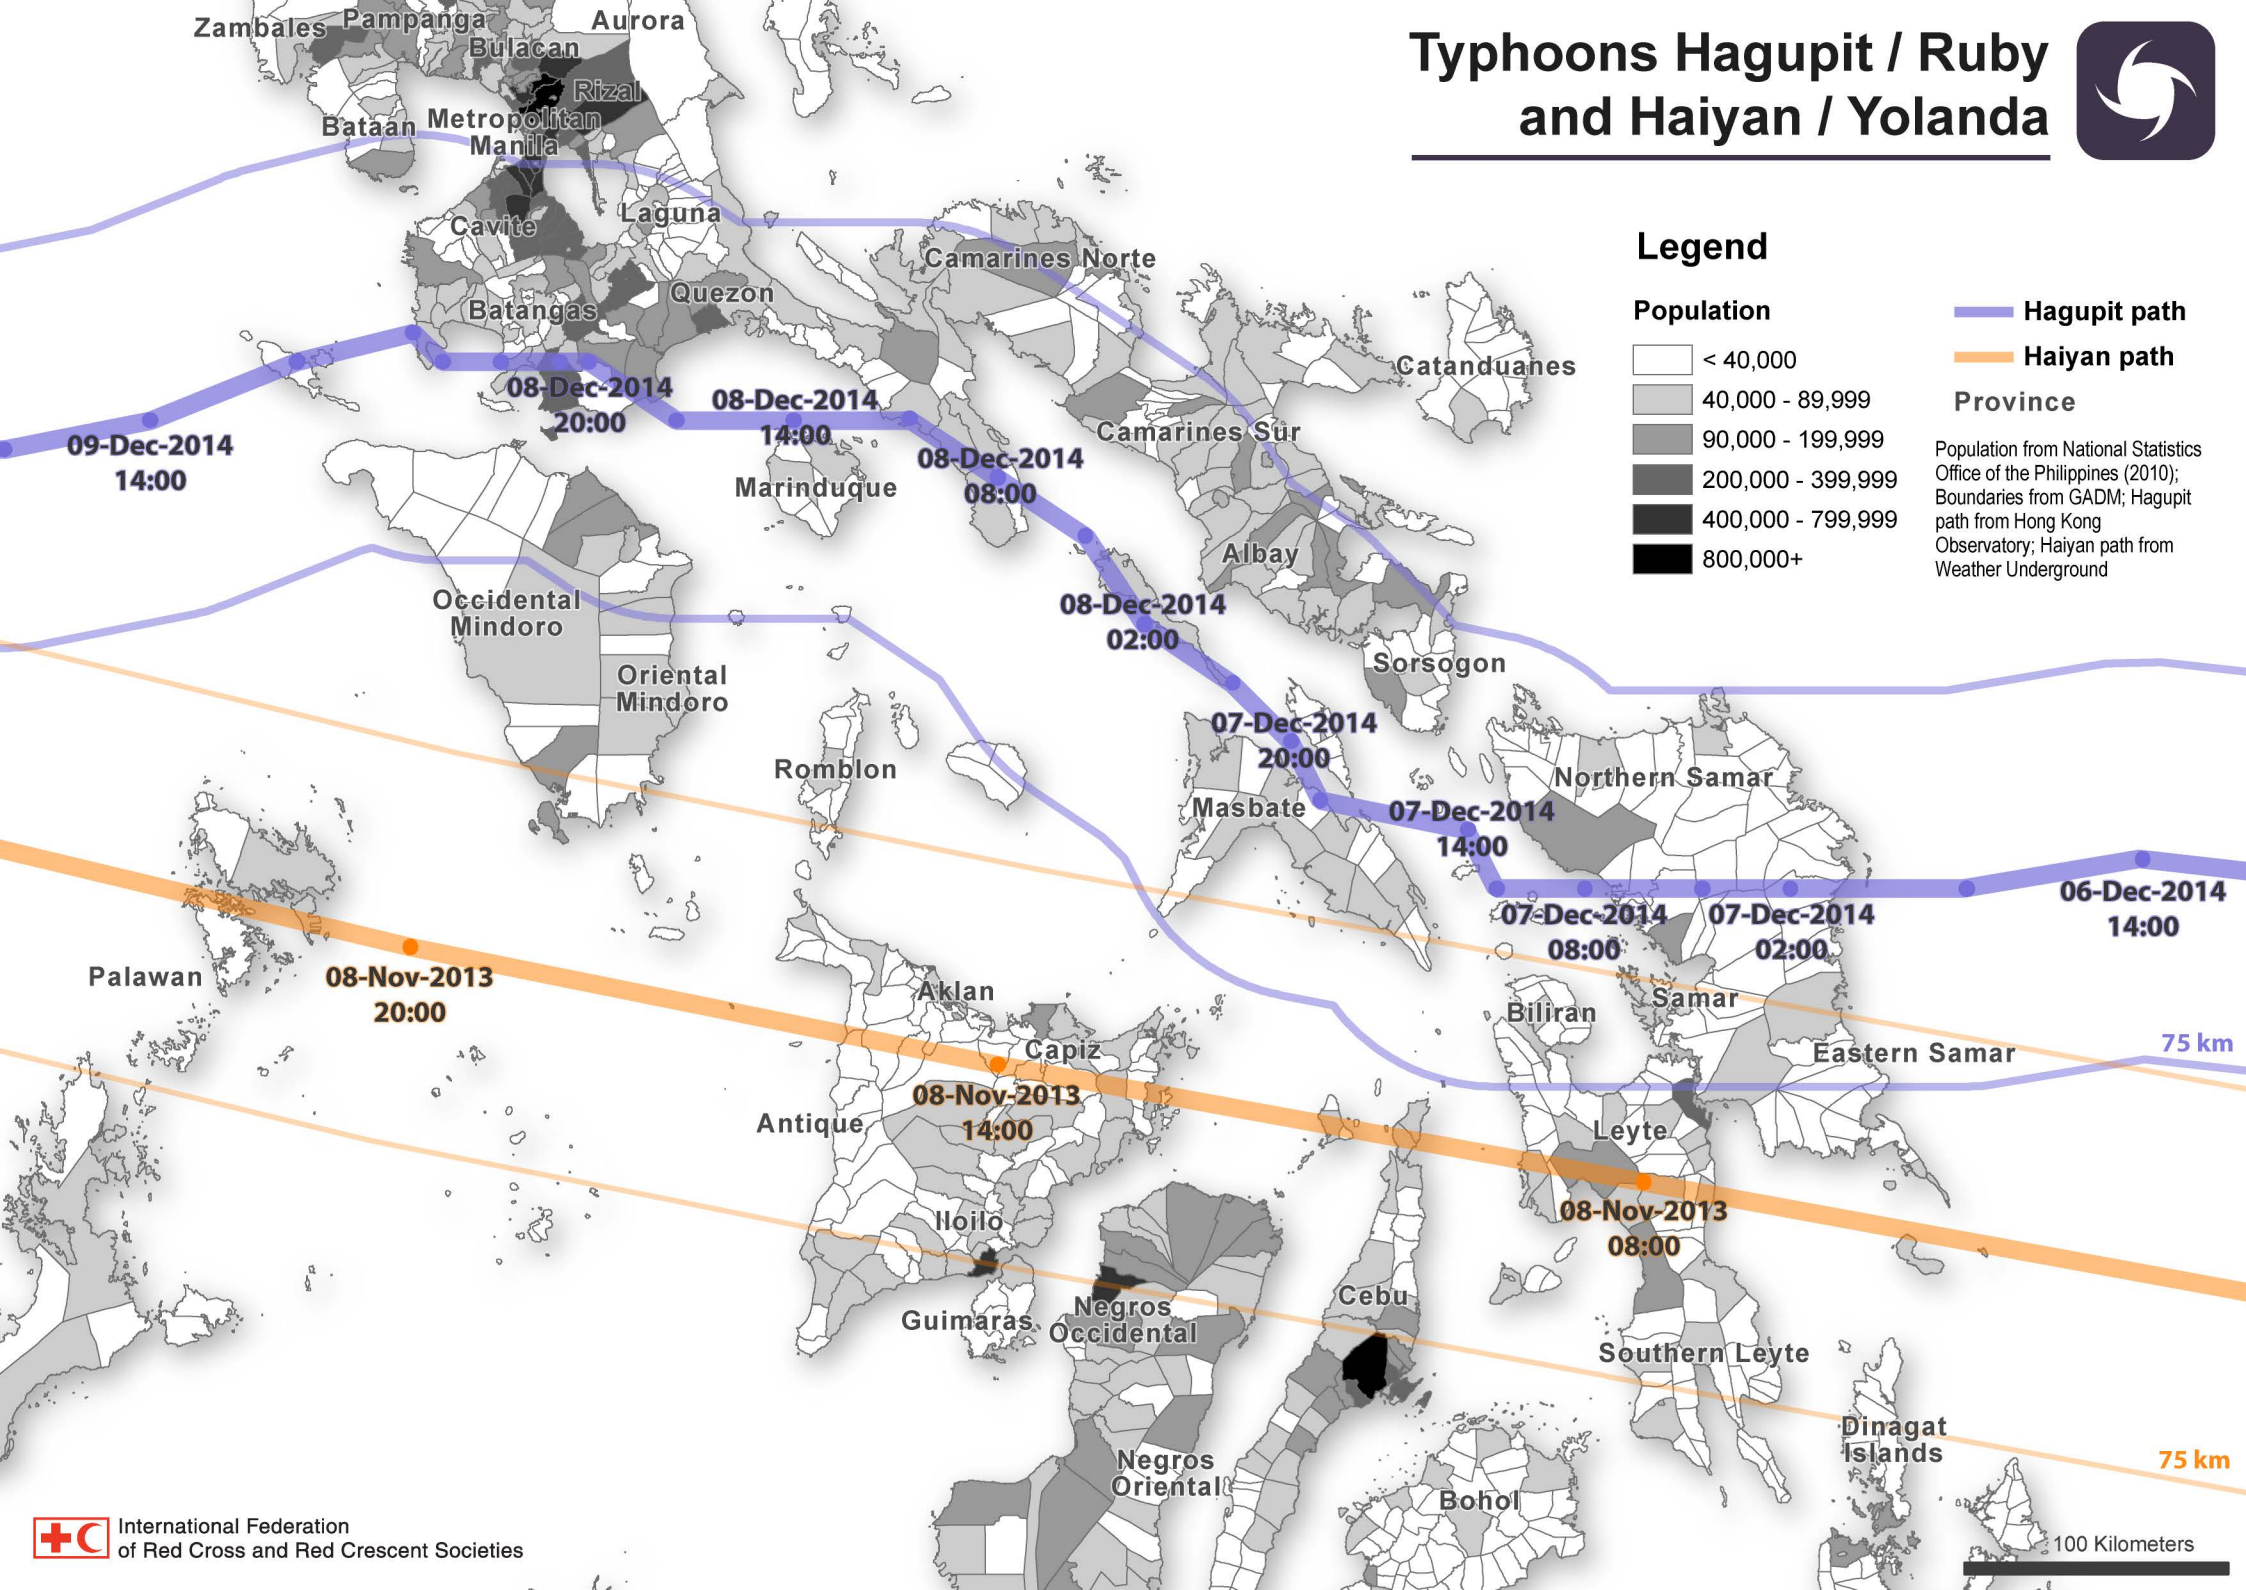 Typhoons Hagupit / Ruby
and Haiyan / Yolanda
Legend
Population
< 40,000
40,000 - 89,999
90,000 - 199,999
200,000 - 399,999
400,000 - 799,999
800,000+
Hagupit path
Haiyan path
Province
Population from National Statistics
Office of the Philippines (2010);
Boundaries from GADM; Hagupit
path from Hong Kong
Observatory; Haiyan path from
Weather Underground
Zambales
Pampanga
Aurora
Bulacan
Rizal
Bataan
Metropolitan
Manila
Cavite
Laguna
Camarines Norte
Quezon
Batangas
Catanduanes
08-Dec-2014
20:00
08-Dec-2014
14:00
09-Dec-2014
14:00
Camarines Sur
08-Dec-2014
08:00
Marinduque
Albay
08-Dec-2014
02:00
Occidental
Mindoro
Sorsogon
Oriental
Mindoro
07-Dec-2014
20:00
Romblon
Northern Samar
Masbate
07-Dec-2014
14:00
06-Dec-2014
14:00
07-Dec-2014
08:00
07-Dec-2014
02:00
Palawan
08-Nov-2013
20:00
Aklan
Samar
Biliran
75 km
Capiz
Eastern Samar
08-Nov-2013
14:00
Antique
Leyte
08-Nov-2013
08:00
Iloilo
Cebu
Guimaras
Negros
Occidental
Southern Leyte
Dinagat
Islands
75 km
Negros
Oriental
Bohol
International Federation
of Red Cross and Red Crescent Societies
100 Kilometers